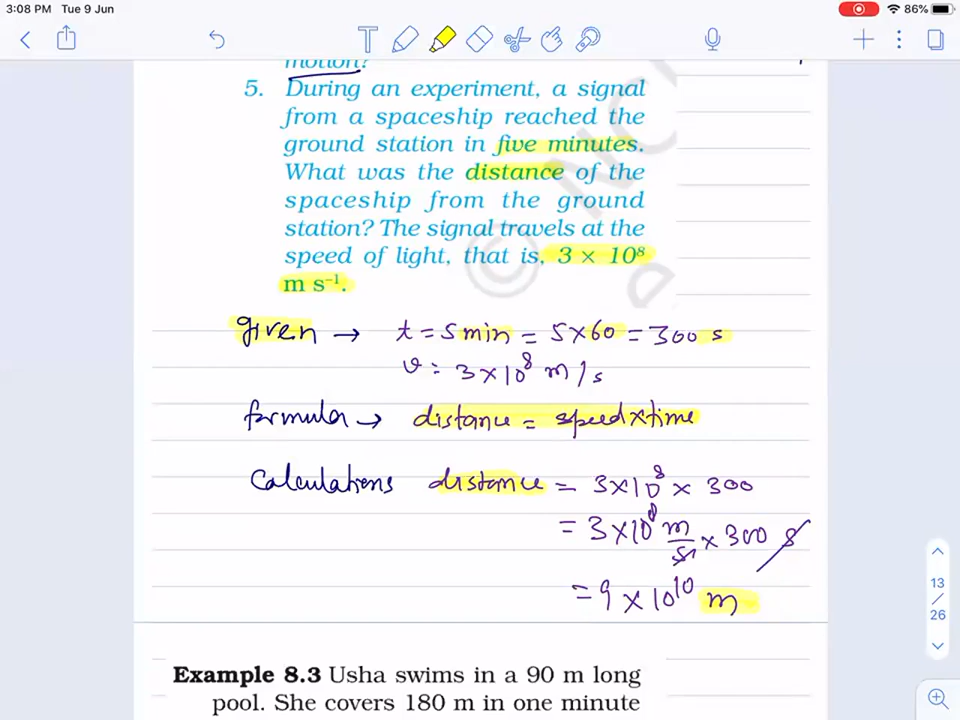 3:08 PM Tue 9 Jun
86%
motion?
5. During an experiment, a signal
from a spaceship reached the
ground station in five minutes.
What was the distance of the
spaceship from the ground
station? The signal travels at the
speed of light, that is, 3 × 10⁸
m s⁻¹.
given → t = 5 min = 5×60 = 300 s
v = 3×10⁸ m/s
formula → distance = speed×time
Calculations distance = 3×10⁸ × 300
= 3×10⁸ m/s × 300 s
= 9 × 10¹⁰ m
13
/
26
Example 8.3 Usha swims in a 90 m long
pool. She covers 180 m in one minute